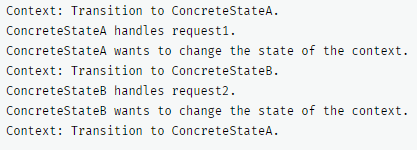 Context: Transition to ConcreteStateA.
ConcreteStateA handles request1.
ConcreteStateA wants to change the state of the context.
Context: Transition to ConcreteStateB.
ConcreteStateB handles request2.
ConcreteStateB wants to change the state of the context.
Context: Transition to ConcreteStateA.